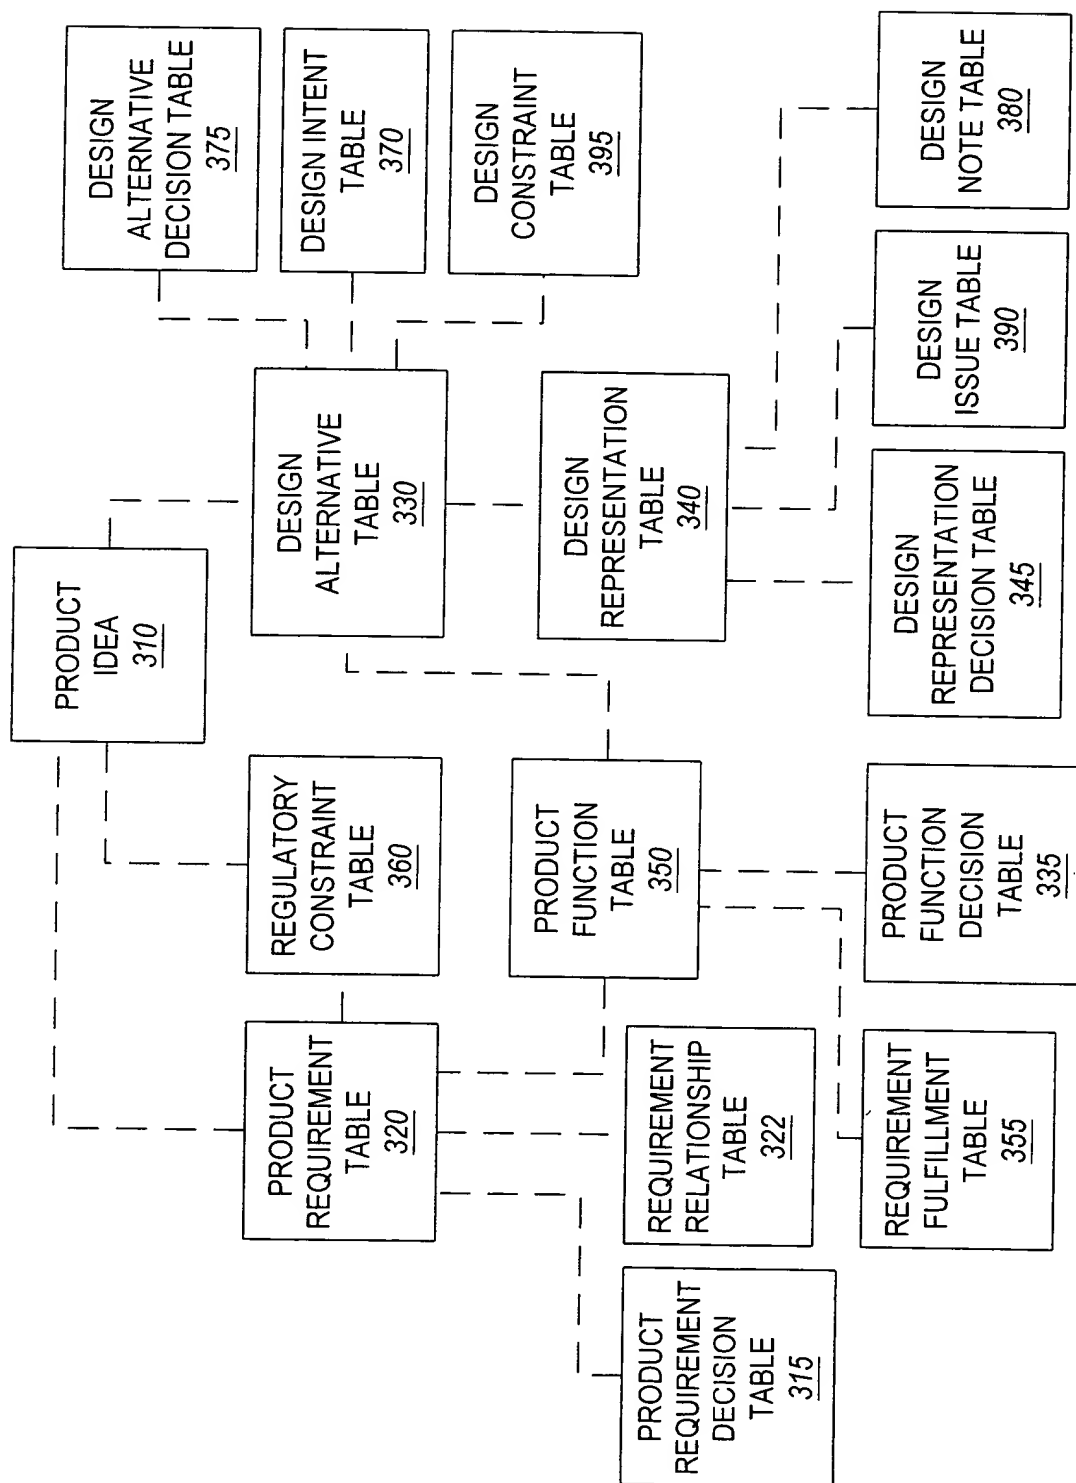 PRODUCT
IDEA
310
PRODUCT
REQUIREMENT
TABLE
320
REGULATORY
CONSTRAINT
TABLE
360
DESIGN
ALTERNATIVE
TABLE
330
DESIGN
ALTERNATIVE
DECISION TABLE
375
DESIGN INTENT
TABLE
370
DESIGN
CONSTRAINT
TABLE
395
PRODUCT
FUNCTION
TABLE
350
DESIGN
REPRESENTATION
TABLE
340
PRODUCT
REQUIREMENT
DECISION
TABLE
315
REQUIREMENT
RELATIONSHIP
TABLE
322
REQUIREMENT
FULFILLMENT
TABLE
355
PRODUCT
FUNCTION
DECISION
TABLE
335
DESIGN
REPRESENTATION
DECISION TABLE
345
DESIGN
ISSUE TABLE
390
DESIGN
NOTE TABLE
380